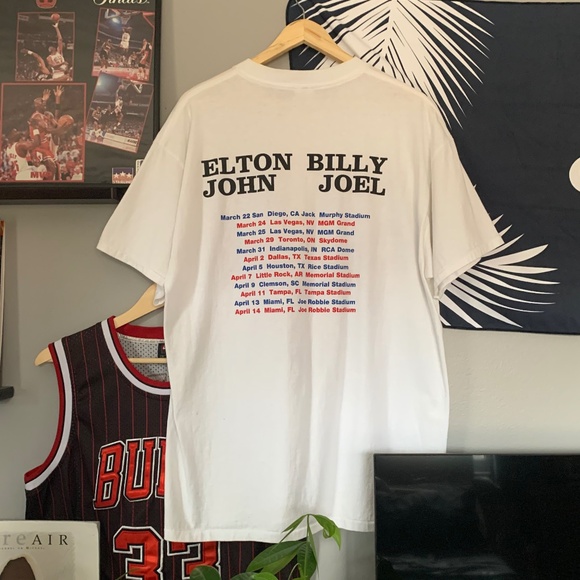 Finals
ELTON BILLY
JOHN JOEL
March 22 San Diego, CA Jack Murphy Stadium
March 24 Las Vegas, NV MGM Grand
March 25 Las Vegas, NV MGM Grand
March 29 Toronto, ON Skydome
March 31 Indianapolis, IN RCA Dome
April 2 Dallas, TX Texas Stadium
April 5 Houston, TX Rice Stadium
April 7 Little Rock, AR Memorial Stadium
April 9 Clemson, SC Memorial Stadium
April 11 Tampa, FL Tampa Stadium
April 13 Miami, FL Joe Robbie Stadium
April 14 Miami, FL Joe Robbie Stadium
BUL
33
reAIR